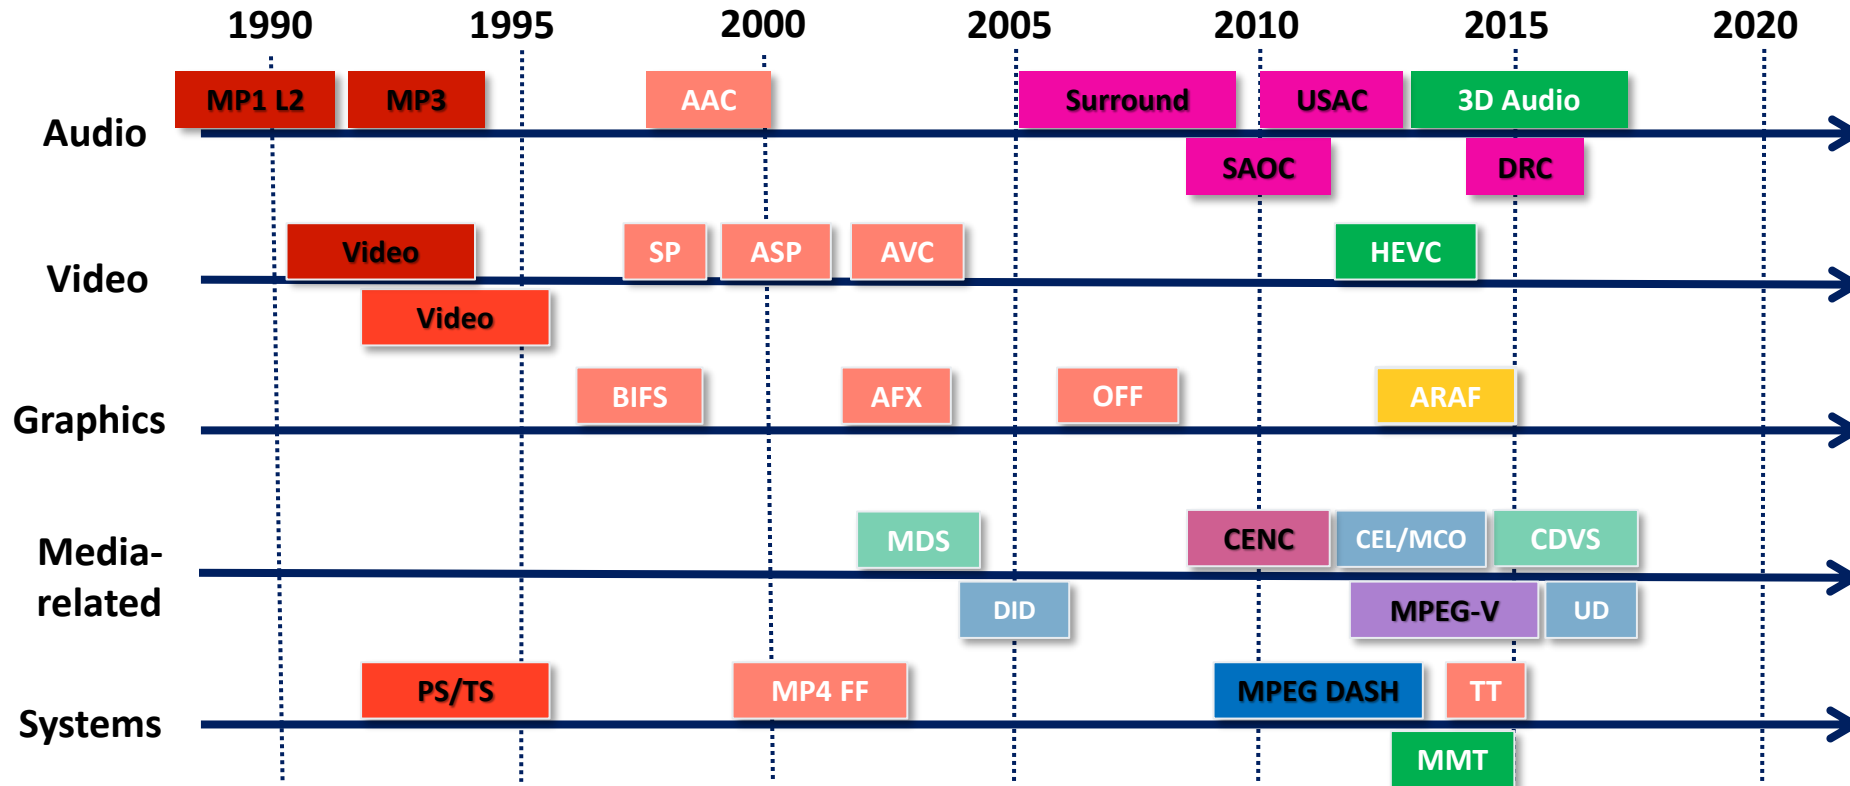 1990 1995 2000 2005 2010 2015 2020
MP1 L2 MP3 AAC Surround USAC 3D Audio
Audio
SAOC DRC
Video SP ASP AVC HEVC
Video
Video
BIFS AFX OFF ARAF
Graphics
MDS CENC CEL/MCO CDVS
Media-
related
DID MPEG-V UD
PS/TS MP4 FF MPEG DASH TT
Systems
MMT